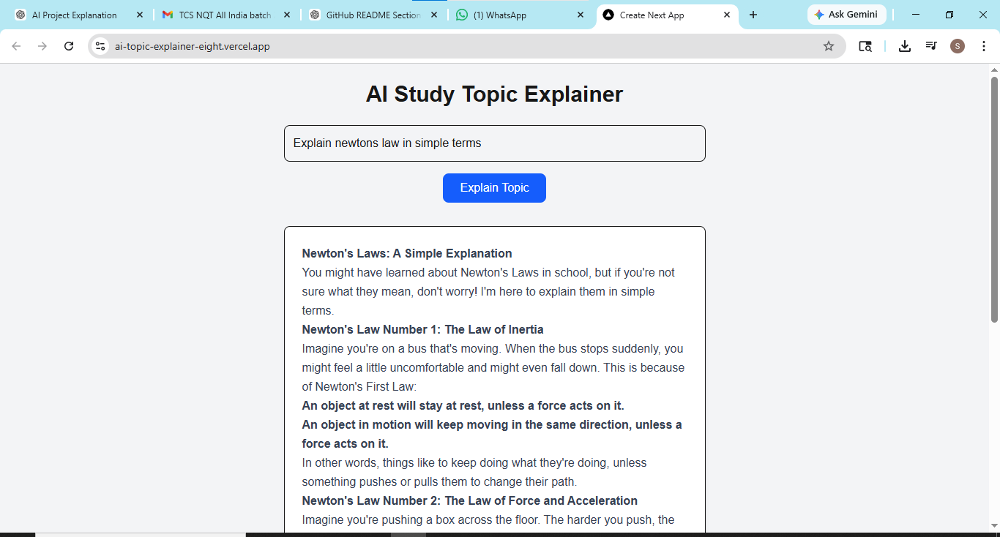 AI Project Explanation
TCS NQT All India batch
GitHub README Section
(1) WhatsApp
Create Next App
Ask Gemini
ai-topic-explainer-eight.vercel.app
S
AI Study Topic Explainer
Explain newtons law in simple terms
Explain Topic
Newton's Laws: A Simple Explanation
You might have learned about Newton's Laws in school, but if you're not
sure what they mean, don't worry! I'm here to explain them in simple
terms.
Newton's Law Number 1: The Law of Inertia
Imagine you're on a bus that's moving. When the bus stops suddenly, you
might feel a little uncomfortable and might even fall down. This is because
of Newton's First Law:
An object at rest will stay at rest, unless a force acts on it.
An object in motion will keep moving in the same direction, unless a
force acts on it.
In other words, things like to keep doing what they're doing, unless
something pushes or pulls them to change their path.
Newton's Law Number 2: The Law of Force and Acceleration
Imagine you're pushing a box across the floor. The harder you push, the